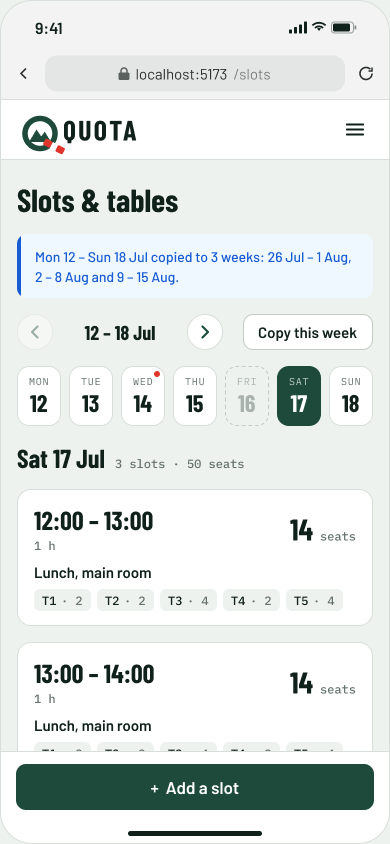 9:41
localhost:5173 /slots
QUOTA
Slots & tables
Mon 12 – Sun 18 Jul copied to 3 weeks: 26 Jul – 1 Aug,
2 – 8 Aug and 9 – 15 Aug.
12 – 18 Jul
Copy this week
MON TUE WED THU FRI SAT SUN
12 13 14 15 16 17 18
Sat 17 Jul 3 slots · 50 seats
12:00 – 13:00
14 seats
1 h
Lunch, main room
T1 · 2 T2 · 2 T3 · 4 T4 · 2 T5 · 4
13:00 – 14:00
14 seats
1 h
Lunch, main room
+ Add a slot